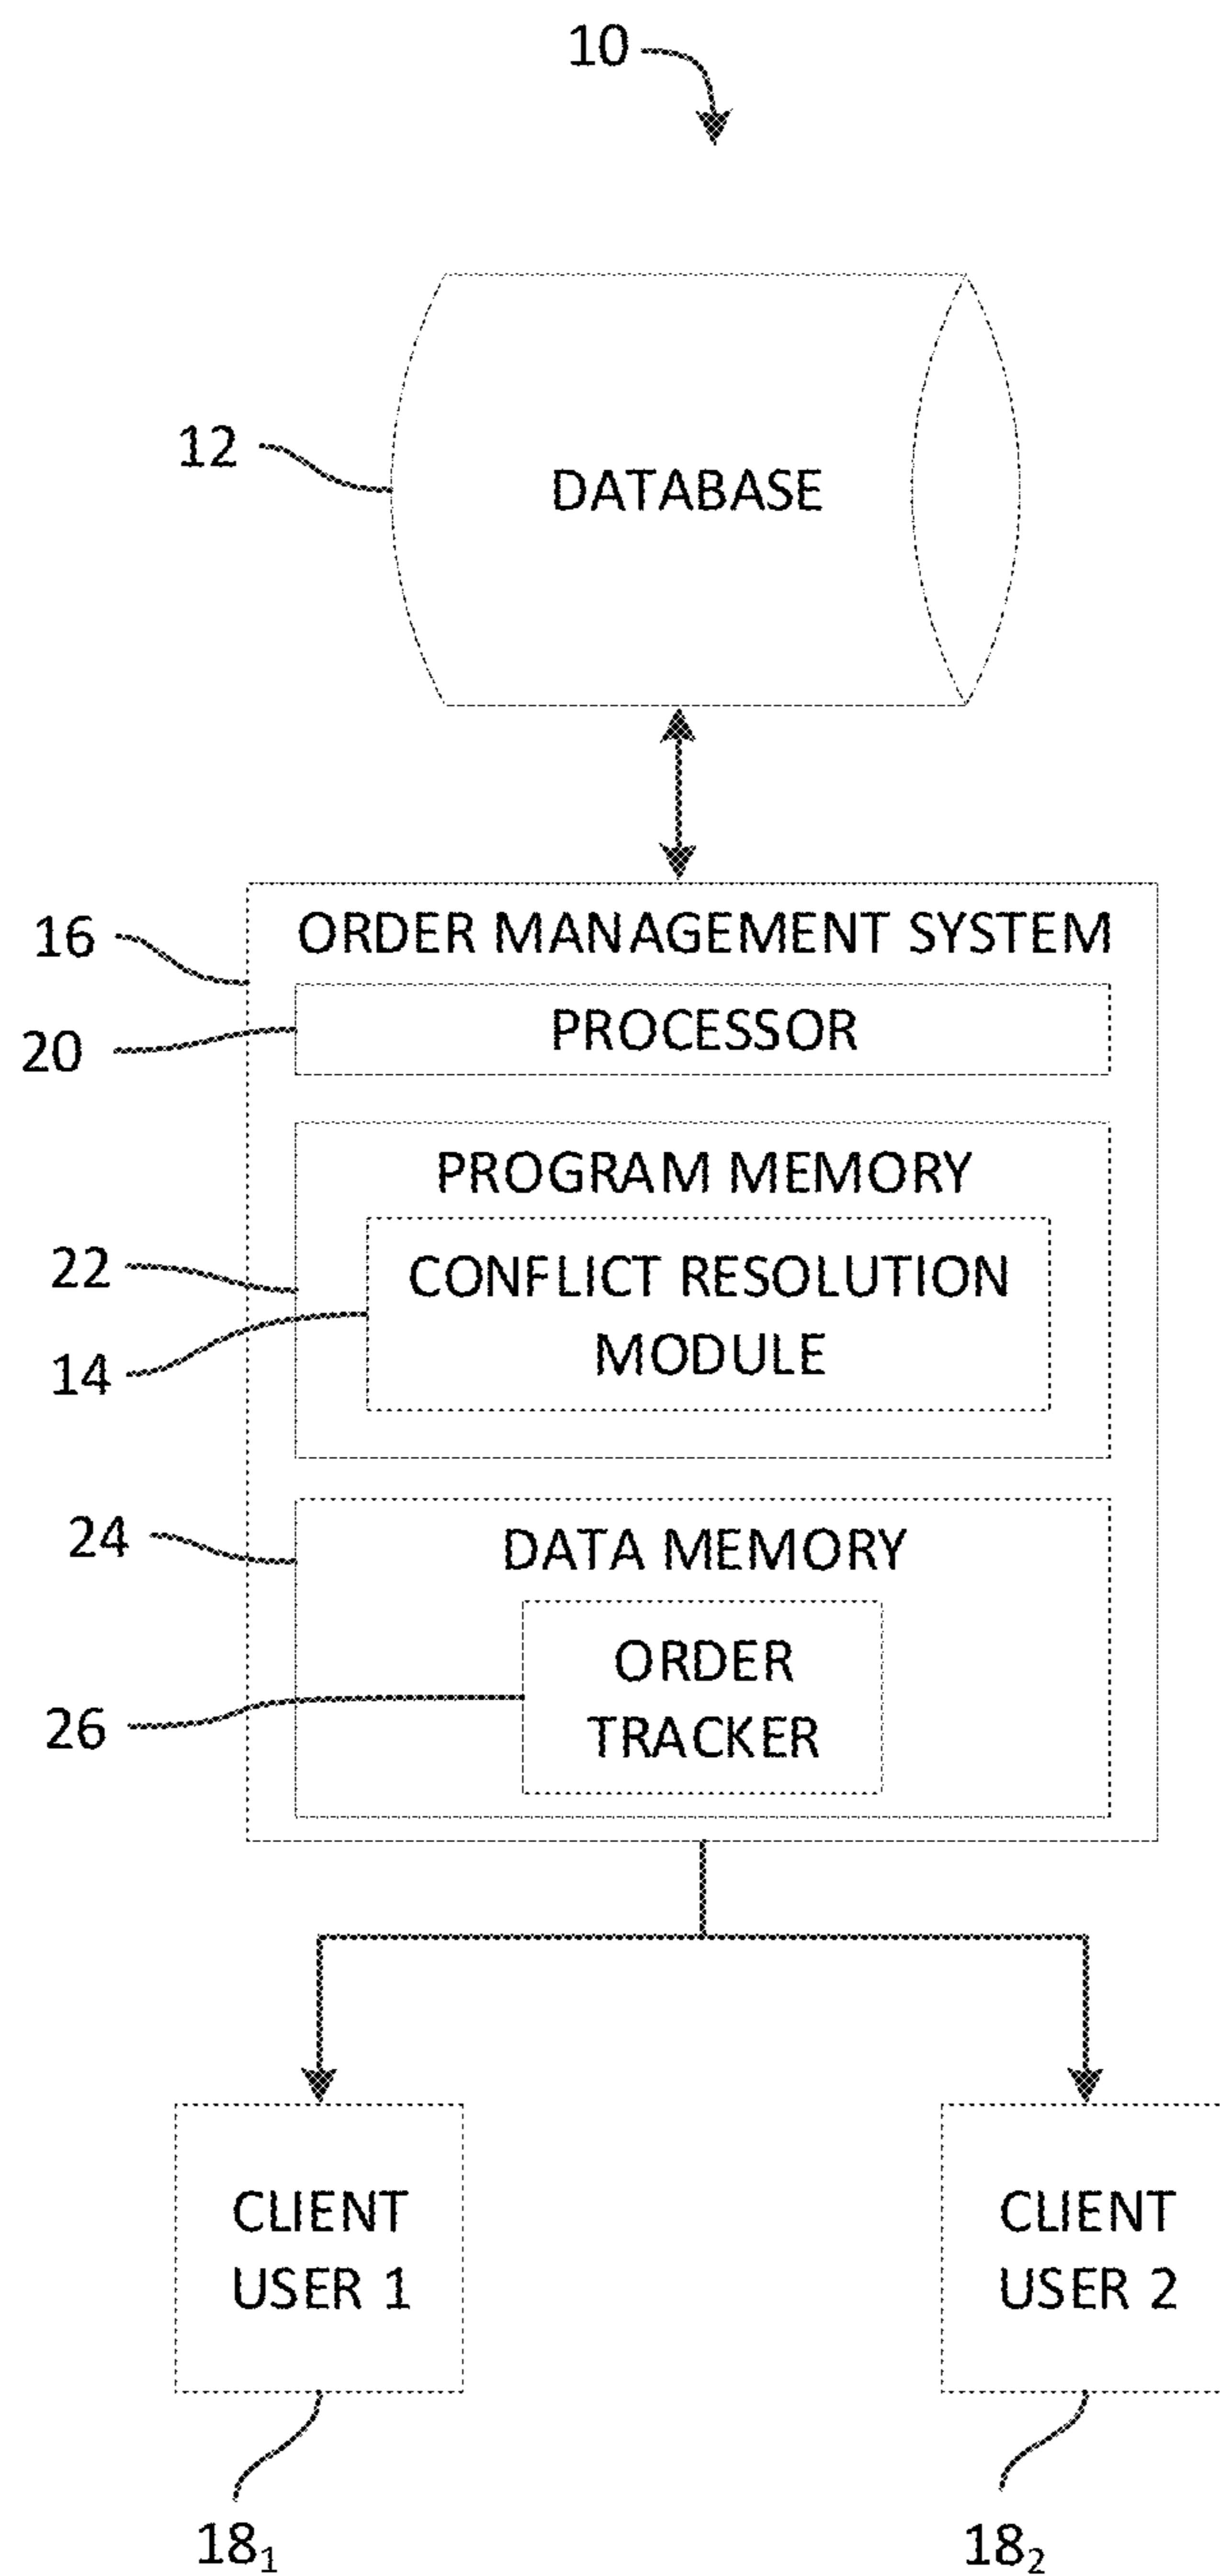 10
12
DATABASE
16
ORDER MANAGEMENT SYSTEM
20
PROCESSOR
PROGRAM MEMORY
22
CONFLICT RESOLUTION
MODULE
14
24
DATA MEMORY
ORDER
TRACKER
26
CLIENT
USER 1
CLIENT
USER 2
18₁
18₂